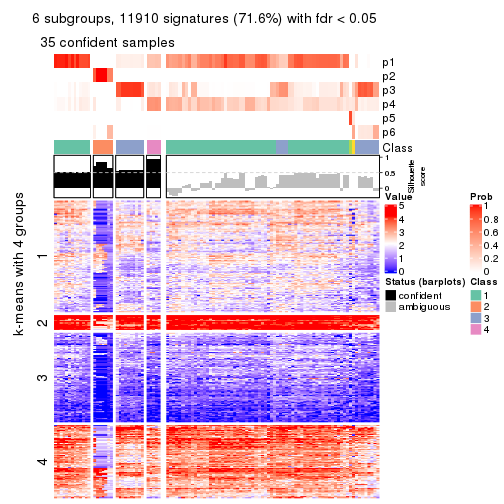 6 subgroups, 11910 signatures (71.6%) with fdr < 0.05
35 confident samples
p1
p2
p3
p4
p5
p6
Class
1
0.5
0
Silhouette
score
k-means with 4 groups
1
2
3
4
Value
5
4
3
2
1
0
Prob
1
0.8
0.6
0.4
0.2
0
Status (barplots)
confident
ambiguous
Class
1
2
3
4